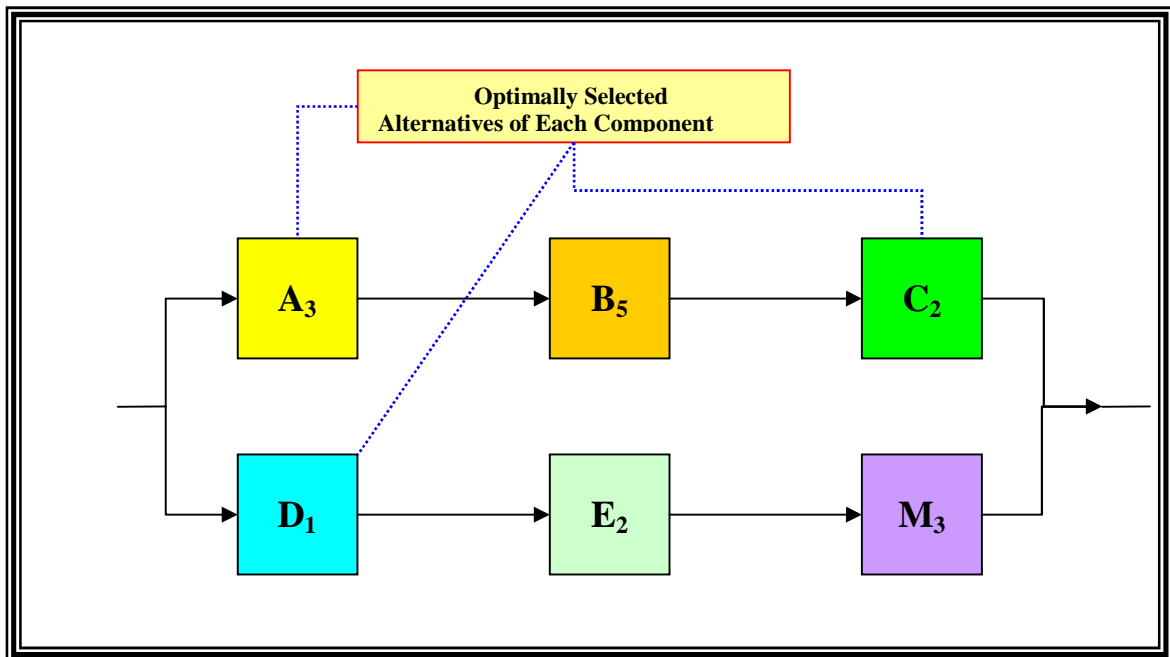 Optimally Selected
Alternatives of Each Component
A₃
B₅
C₂
D₁
E₂
M₃